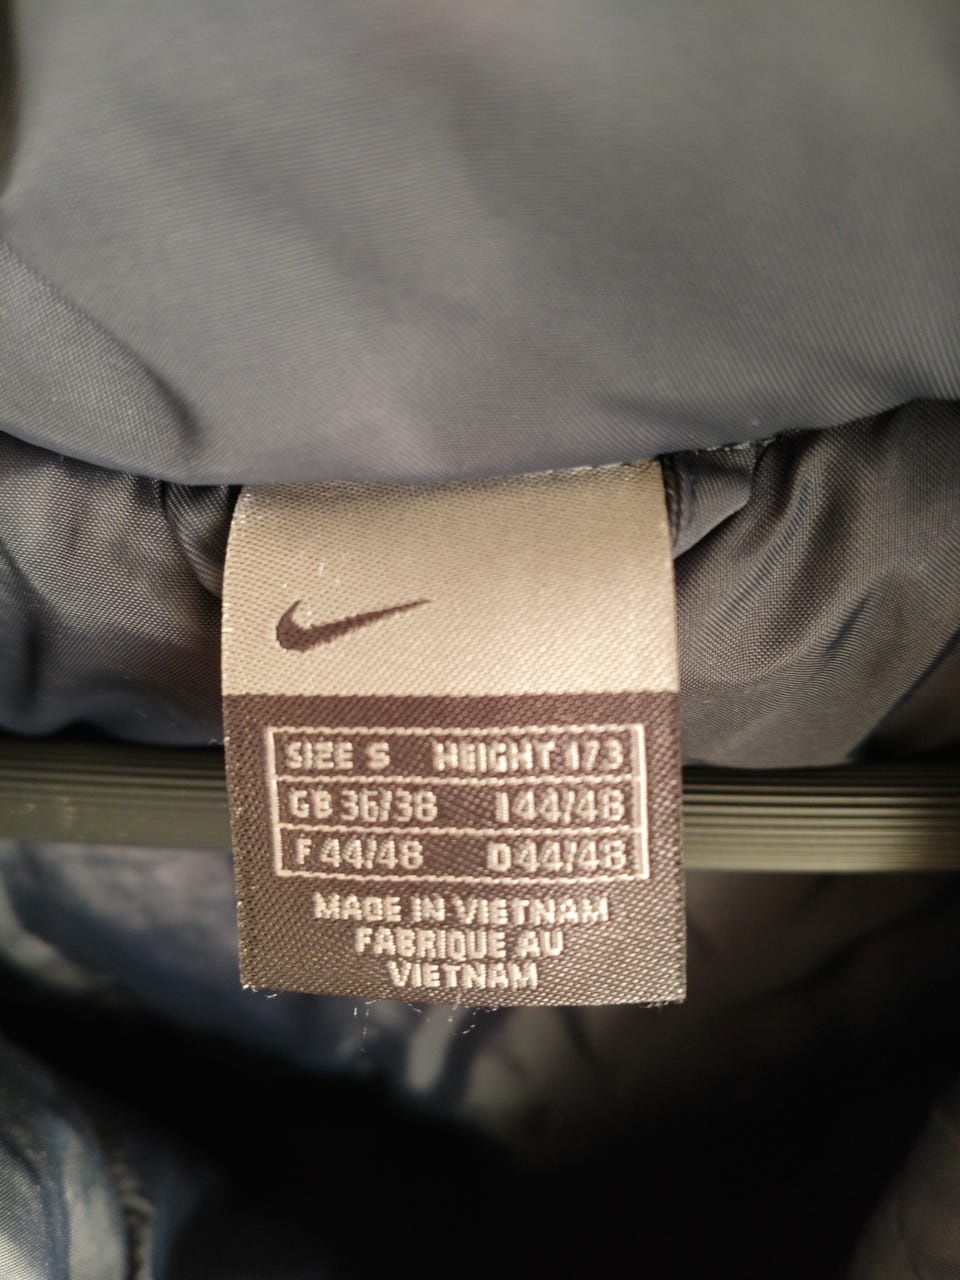 SIZE S HEIGHT 173
GB 36/38 I 44/48
F 44/48 D 44/48
MADE IN VIETNAM
FABRIQUE AU
VIETNAM